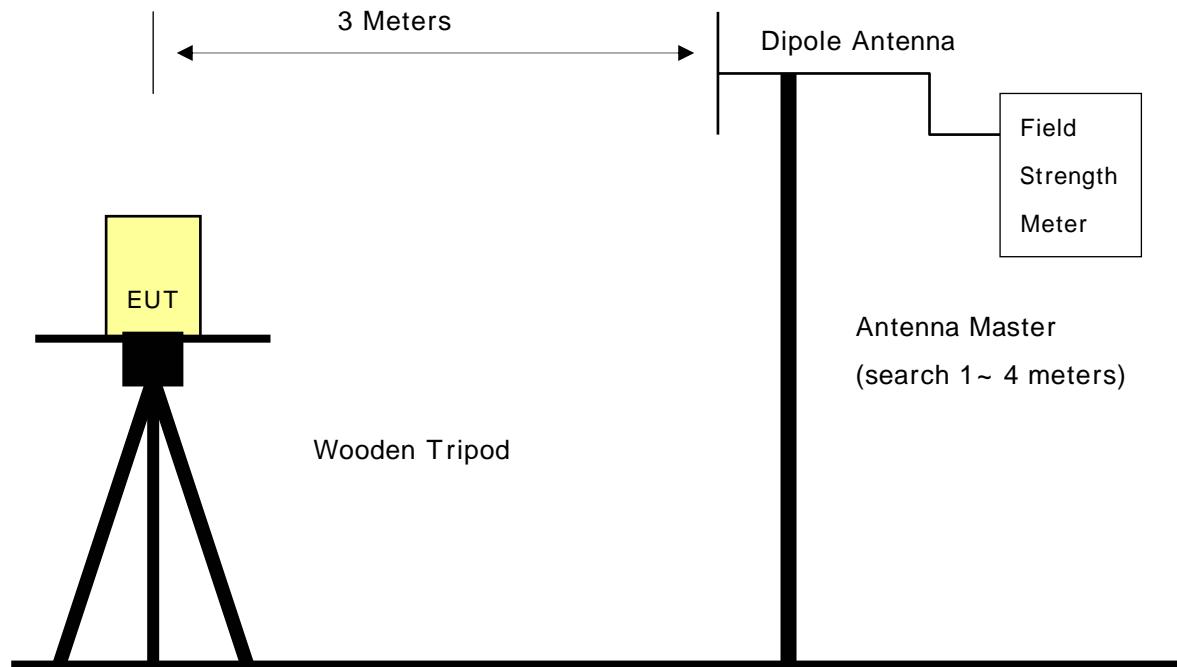 3 Meters
Dipole Antenna
Field
Strength
Meter
EUT
Antenna Master
(search 1~ 4 meters)
Wooden Tripod